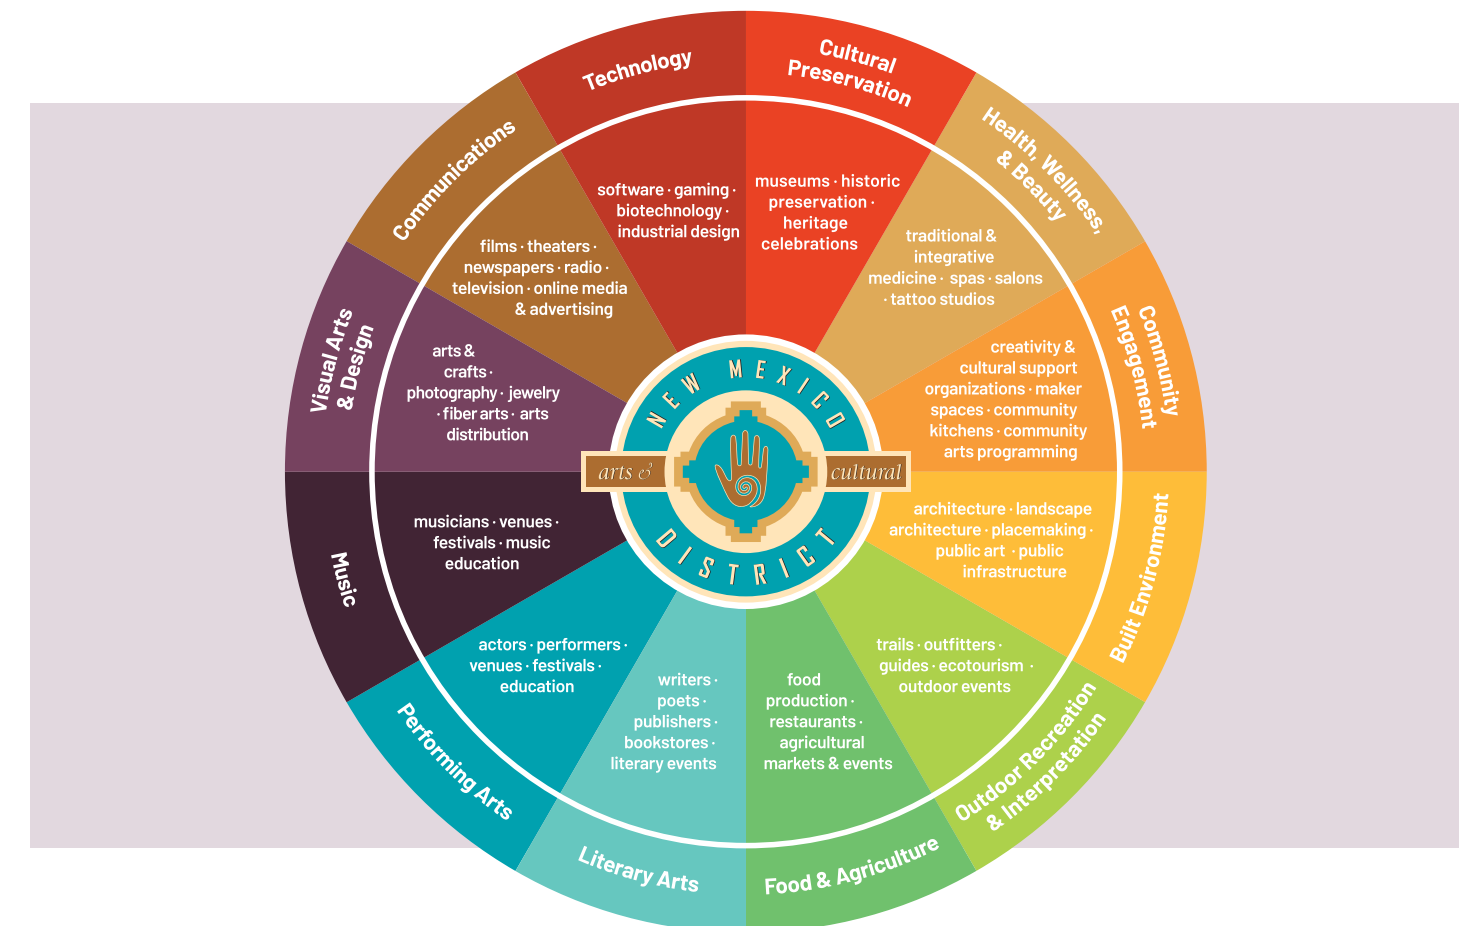 Technology
software · gaming ·
biotechnology ·
industrial design
Cultural
Preservation
museums · historic
preservation ·
heritage
celebrations
Health, Wellness,
& Beauty
traditional &
integrative
medicine · spas · salons
· tattoo studios
Community
Engagement
creativity &
cultural support
organizations · maker
spaces · community
kitchens · community
arts programming
Built Environment
architecture · landscape
architecture · placemaking ·
public art · public
infrastructure
Outdoor Recreation
& Interpretation
trails · outfitters ·
guides · ecotourism ·
outdoor events
Food & Agriculture
food
production ·
restaurants ·
agricultural
markets & events
Literary Arts
writers ·
poets ·
publishers ·
bookstores ·
literary events
Performing Arts
actors · performers ·
venues · festivals ·
education
Music
musicians · venues ·
festivals · music
education
Visual Arts
& Design
arts &
crafts ·
photography · jewelry
· fiber arts · arts
distribution
Communications
films · theaters ·
newspapers · radio ·
television · online media
& advertising
NEW MEXICO
arts & cultural
DISTRICT